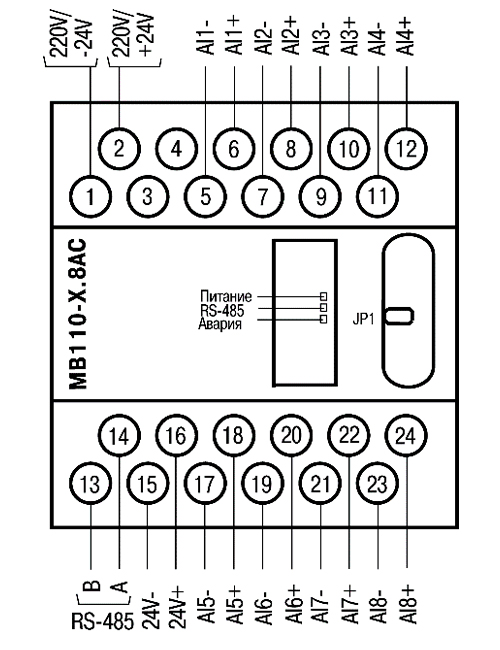 220V/
-24V
220V/
+24V
AI1-
AI1+
AI2-
AI2+
AI3-
AI3+
AI4-
AI4+
2 4 6 8 10 12
1 3 5 7 9 11
МВ110-Х.8АС
Питание
RS-485
Авария
JP1
14 16 18 20 22 24
13 15 17 19 21 23
B
A
RS-485
24V-
24V+
AI5-
AI5+
AI6-
AI6+
AI7-
AI7+
AI8-
AI8+